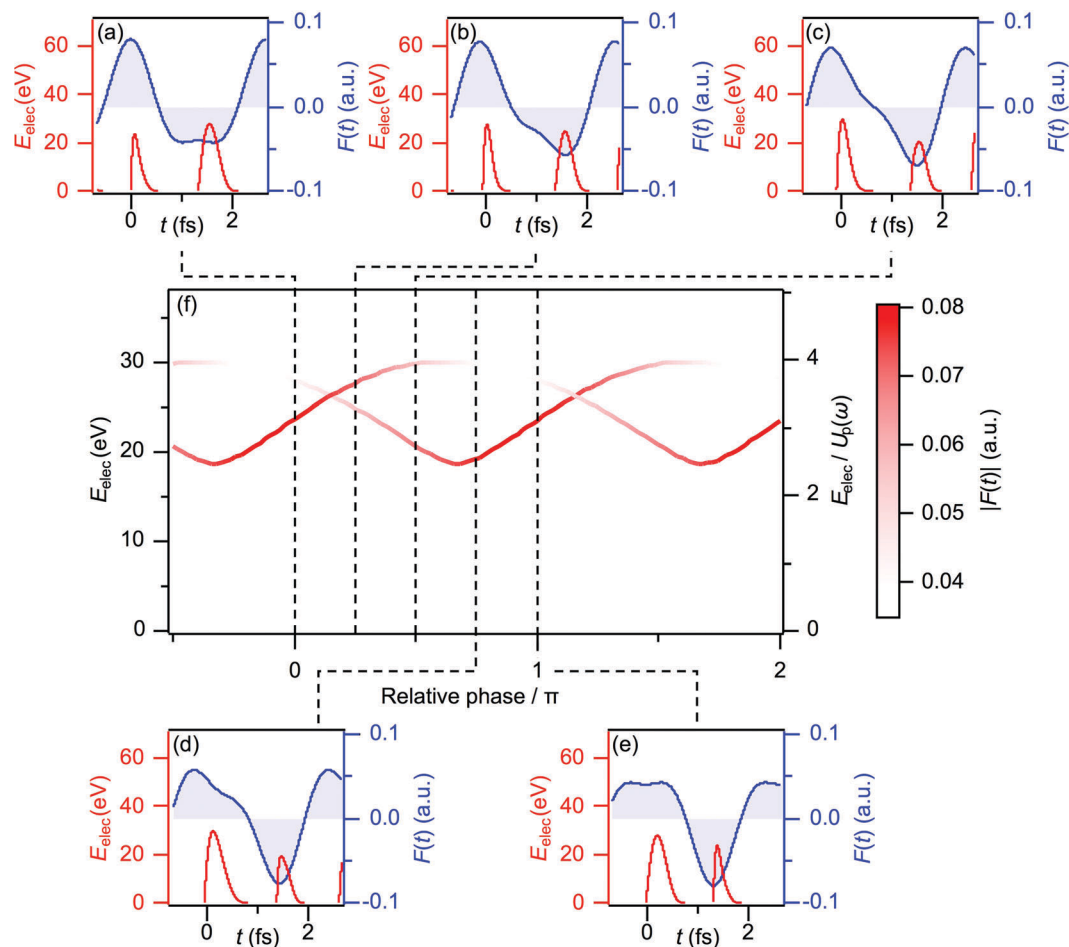 (a)
60
40
20
0
E_elec (eV)
0.1
0.0
-0.1
F(t) (a.u.)
0
2
t (fs)
(b)
60
40
20
0
E_elec (eV)
0.1
0.0
-0.1
F(t) (a.u.)
0
2
t (fs)
(c)
60
40
20
0
E_elec (eV)
0.1
0.0
-0.1
F(t) (a.u.)
0
2
t (fs)
(f)
30
20
10
0
E_elec (eV)
4
2
0
E_elec / U_p(ω)
0
1
2
Relative phase / π
0.08
0.07
0.06
0.05
0.04
|F(t)| (a.u.)
(d)
60
40
20
0
E_elec (eV)
0.1
0.0
-0.1
F(t) (a.u.)
0
2
t (fs)
(e)
60
40
20
0
E_elec (eV)
0.1
0.0
-0.1
F(t) (a.u.)
0
2
t (fs)